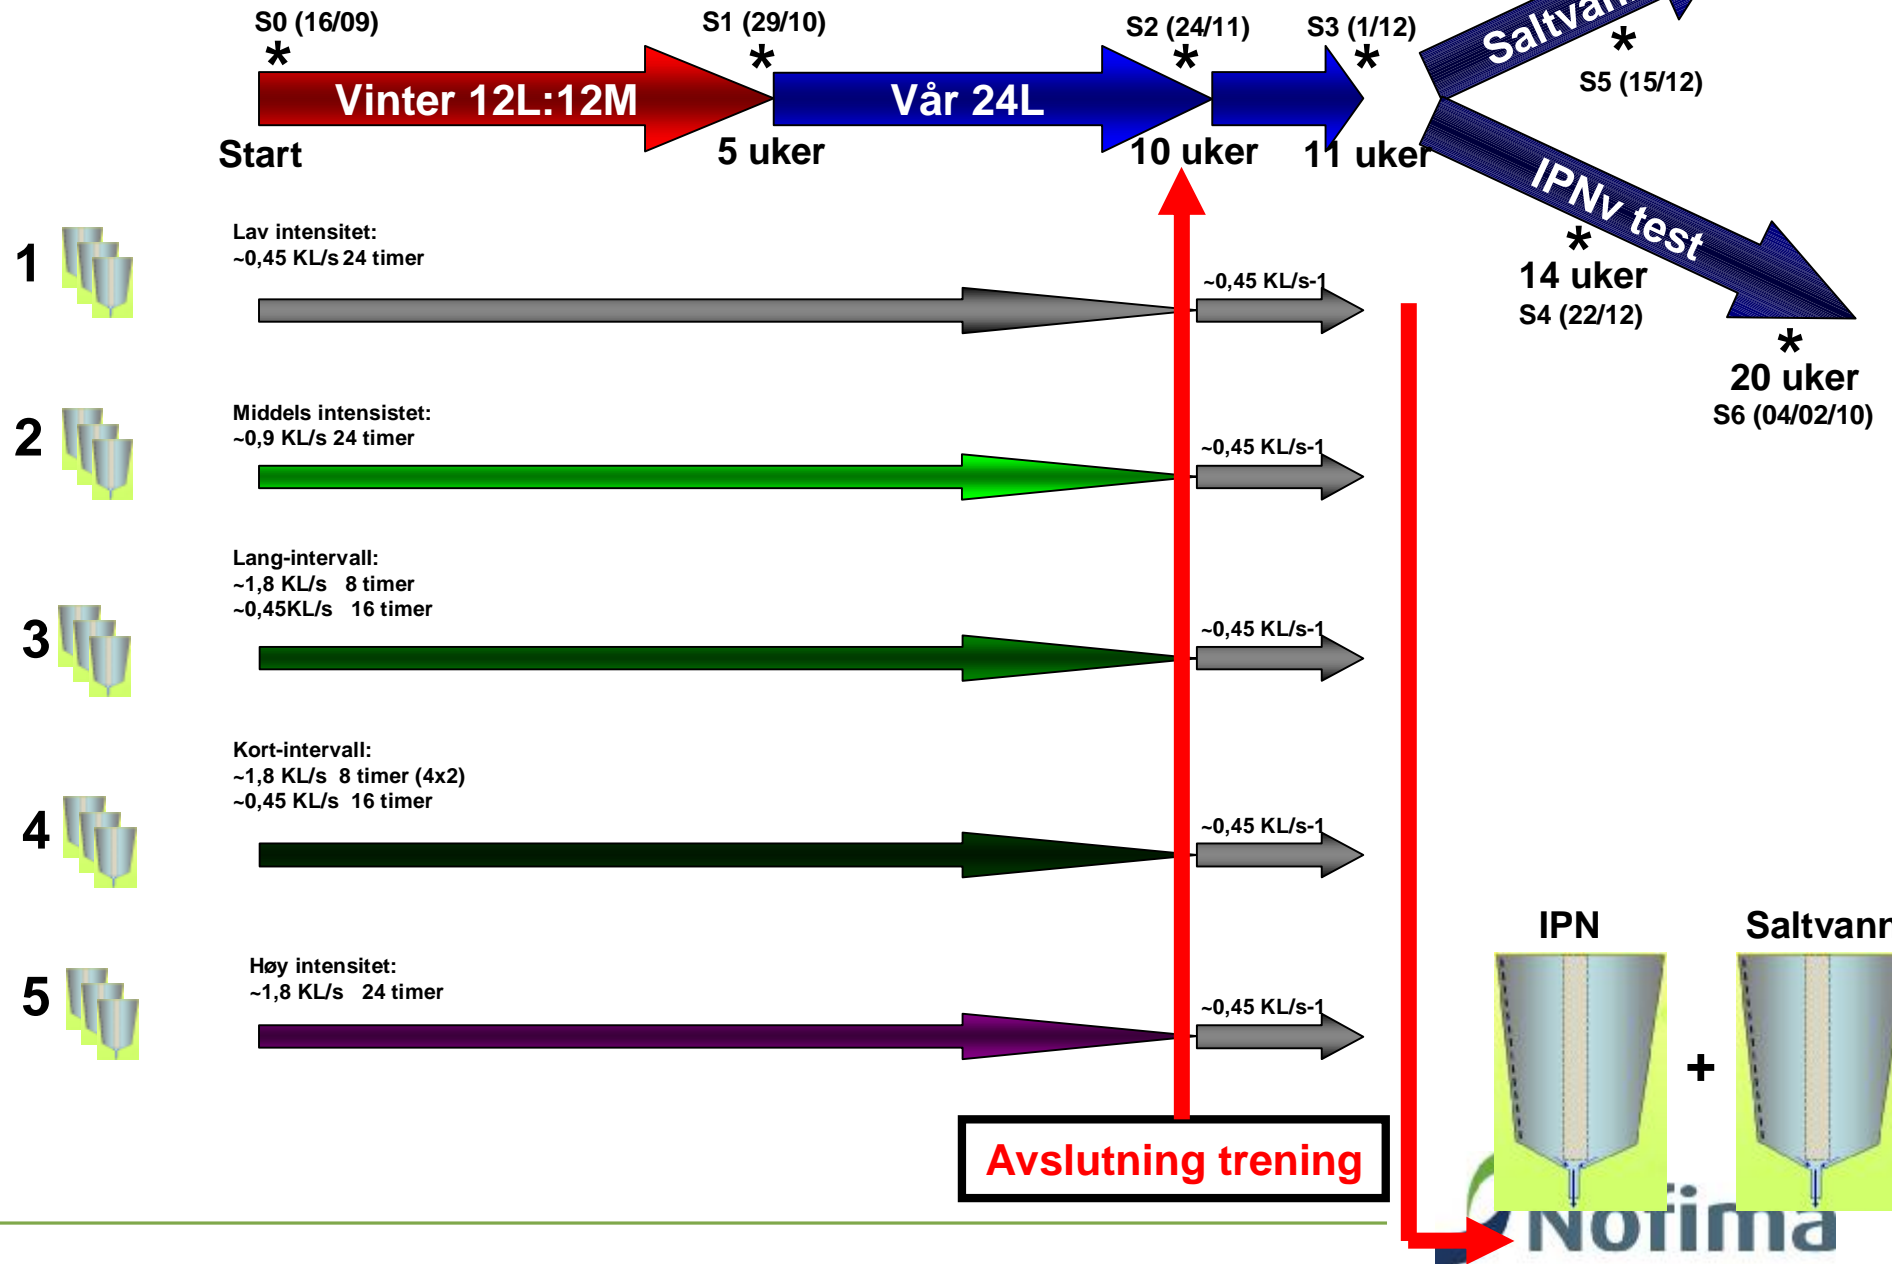 S0 (16/09)
S1 (29/10)
S2 (24/11)
S3 (1/12)
*
*
*
*
Vinter 12L:12M
Vår 24L
Start
5 uker
10 uker
11 uker
Saltvann
*
S5 (15/12)
IPNv test
*
14 uker
S4 (22/12)
*
20 uker
S6 (04/02/10)
1
Lav intensitet:
~0,45 KL/s 24 timer
~0,45 KL/s-1
2
Middels intensistet:
~0,9 KL/s 24 timer
~0,45 KL/s-1
3
Lang-intervall:
~1,8 KL/s 8 timer
~0,45KL/s 16 timer
~0,45 KL/s-1
4
Kort-intervall:
~1,8 KL/s 8 timer (4x2)
~0,45 KL/s 16 timer
~0,45 KL/s-1
5
Høy intensitet:
~1,8 KL/s 24 timer
~0,45 KL/s-1
IPN
Saltvann
+
Avslutning trening
Nofima